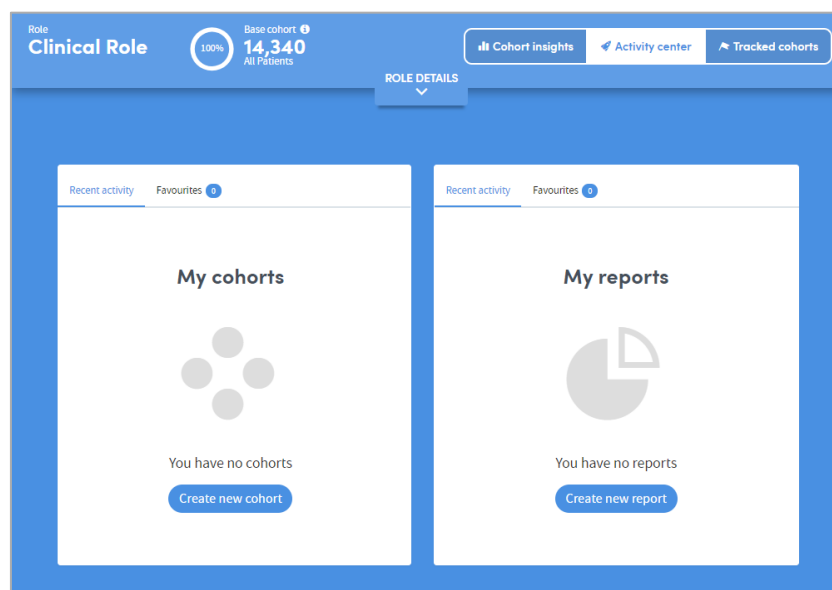 Role
Clinical Role
100%
Base cohort
14,340
All Patients
Cohort insights
Activity center
Tracked cohorts
ROLE DETAILS
Recent activity
Favourites 0
My cohorts
You have no cohorts
Create new cohort
Recent activity
Favourites 0
My reports
You have no reports
Create new report